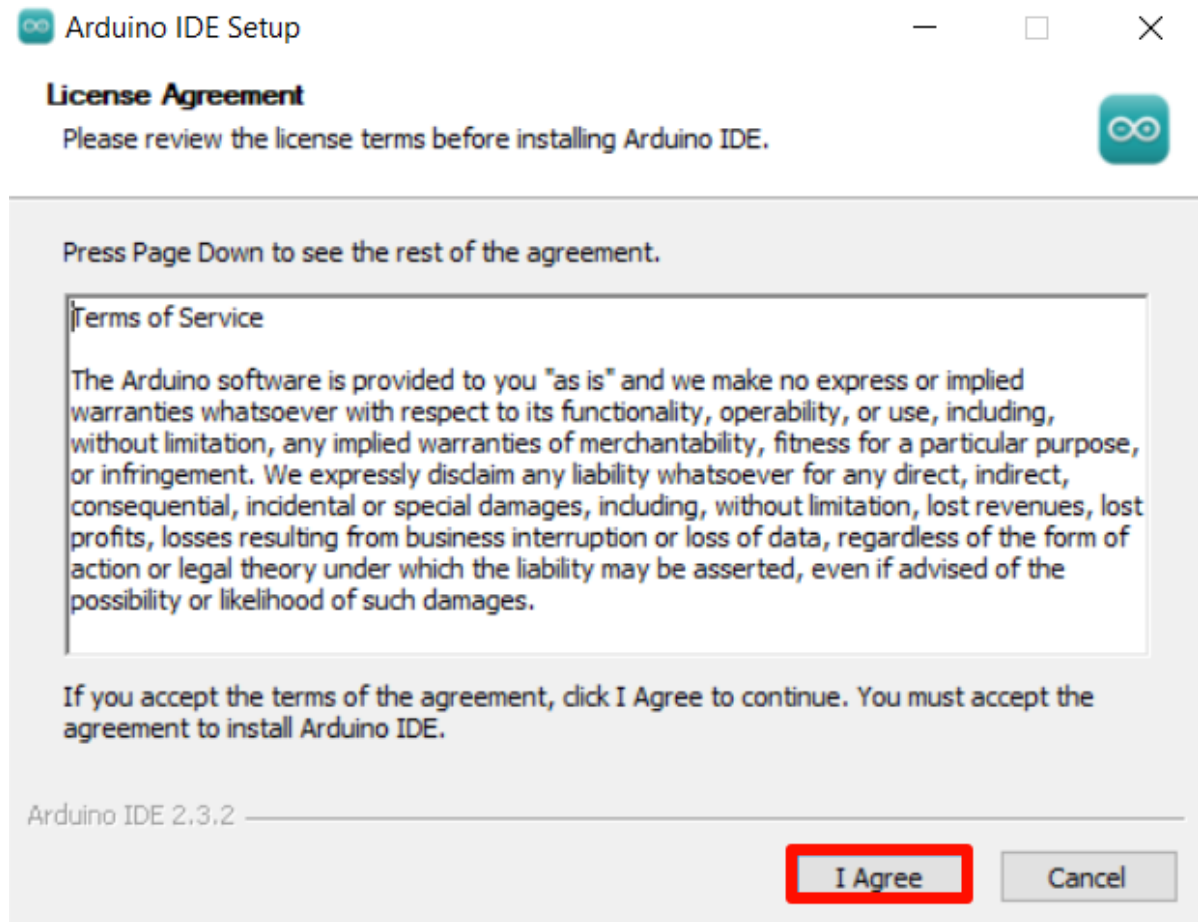 Arduino IDE Setup
License Agreement
Please review the license terms before installing Arduino IDE.
Press Page Down to see the rest of the agreement.
Terms of Service
The Arduino software is provided to you "as is" and we make no express or implied
warranties whatsoever with respect to its functionality, operability, or use, including,
without limitation, any implied warranties of merchantability, fitness for a particular purpose,
or infringement. We expressly disclaim any liability whatsoever for any direct, indirect,
consequential, incidental or special damages, including, without limitation, lost revenues, lost
profits, losses resulting from business interruption or loss of data, regardless of the form of
action or legal theory under which the liability may be asserted, even if advised of the
possibility or likelihood of such damages.
If you accept the terms of the agreement, click I Agree to continue. You must accept the
agreement to install Arduino IDE.
Arduino IDE 2.3.2
I Agree
Cancel